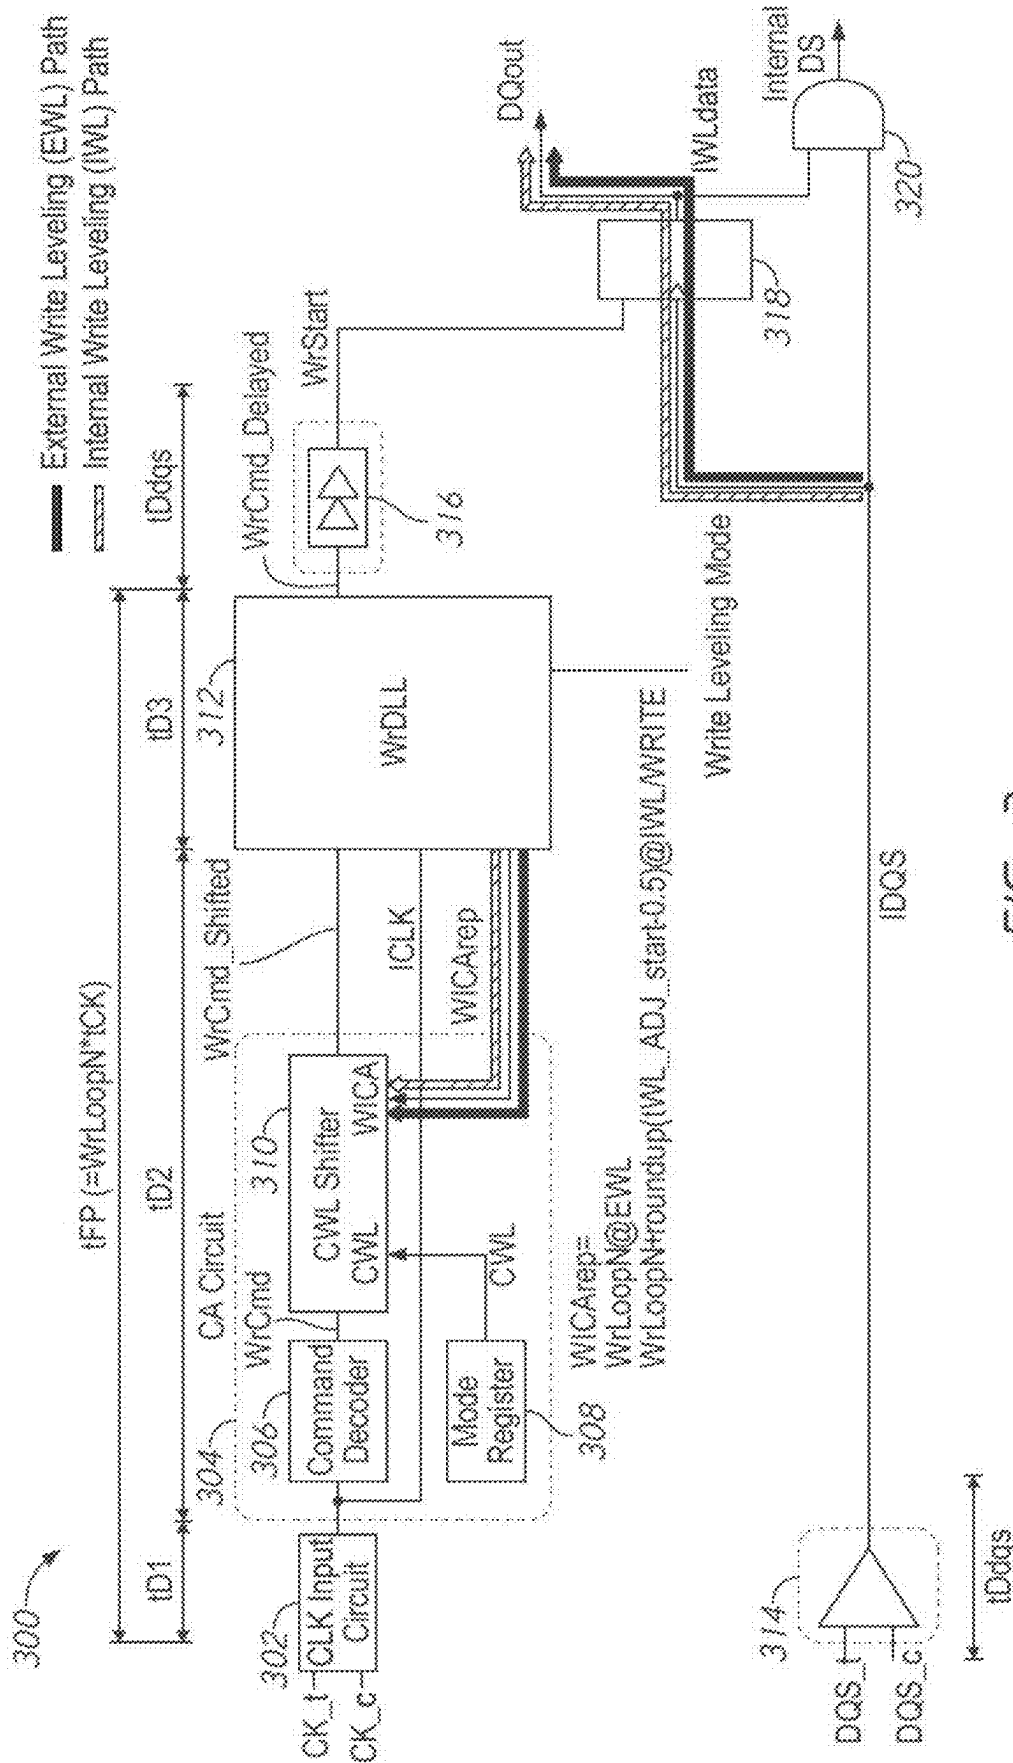 300
External Write Leveling (EWL) Path
Internal Write Leveling (IWL) Path
tFP (=WrLoopN*tCK)
tD1
tD2
tD3
tDdqs
CA Circuit
304
302
CLK Input
Circuit
CK_t
CK_c
306
Command
Decoder
WrCmd
310
CWL Shifter
CWL
WICA
WrCmd_Shifted
312
WrDLL
WrCmd_Delayed
316
WrStart
ICLK
WICArep
Mode
Register
308
CWL
WICArep=
WrLoopN@EWL
WrLoopN+roundup(IWL_ADJ_start-0.5)@IWL/WRITE
Write Leveling Mode
318
DQout
IWLdata
Internal
DS
320
314
DQS_t
DQS_c
IDQS
tDdqs